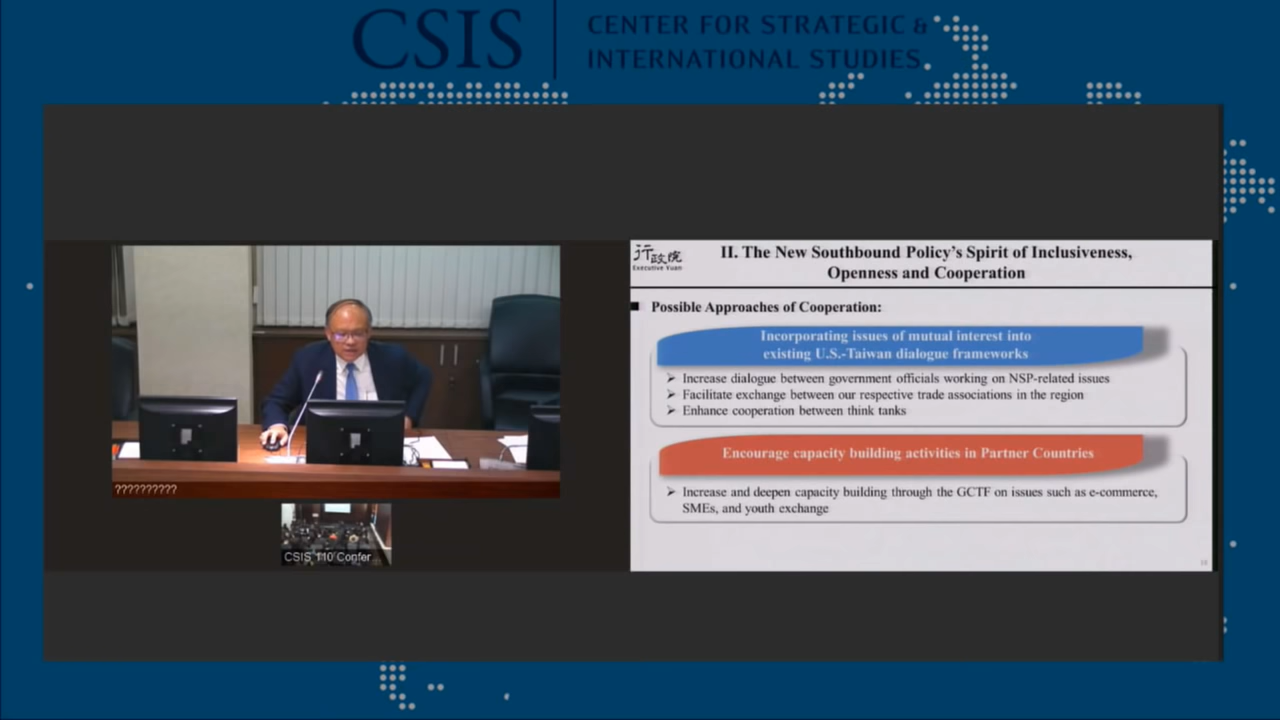 CSIS
CENTER FOR STRATEGIC &
INTERNATIONAL STUDIES
行政院
Executive Yuan
II. The New Southbound Policy's Spirit of Inclusiveness,
Openness and Cooperation
■ Possible Approaches of Cooperation:
Incorporating issues of mutual interest into
existing U.S.-Taiwan dialogue frameworks
➢ Increase dialogue between government officials working on NSP-related issues
➢ Facilitate exchange between our respective trade associations in the region
➢ Enhance cooperation between think tanks
Encourage capacity building activities in Partner Countries
➢ Increase and deepen capacity building through the GCTF on issues such as e-commerce,
SMEs, and youth exchange
??????????
CSIS 110 Confer...